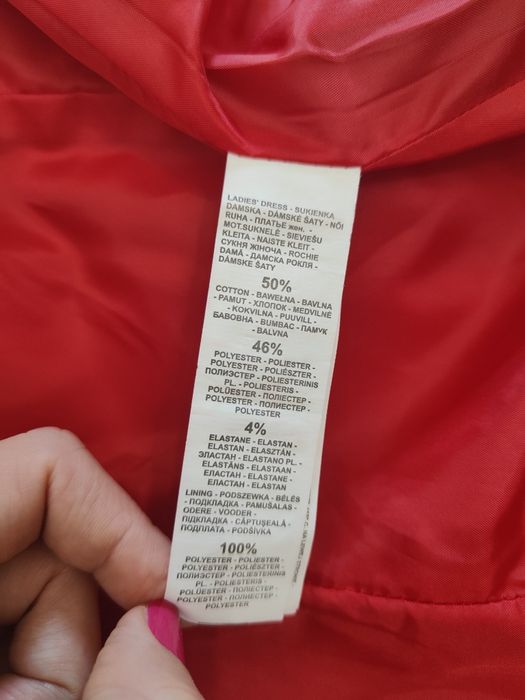 LADIES' DRESS - SUKIENKA
DAMSKA - DÁMSKÉ ŠATY - NŐI
RUHA - ПЛАТЬЕ жен. -
MOT.SUKNELĖ - SIEVIEŠU
KLEITA - NAISTE KLEIT -
СУКНЯ ЖІНОЧА - ROCHIE
DAMĂ - ДАМСКА РОКЛЯ -
DÁMSKE ŠATY
50%
COTTON - BAWEŁNA - BAVLNA
- PAMUT - ХЛОПОК - MEDVILNĖ
- KOKVILNA - PUUVILL -
БАВОВНА - BUMBAC - ПАМУК
- BALVNA
46%
POLYESTER - POLIESTER -
POLYESTER - POLIÉSZTER -
ПОЛИЭСТЕР - POLIESTERINIS
PL. - POLIESTERIS -
POLÜESTER - ПОЛІЕСТЕР -
POLYESTER - ПОЛИЕСТЕР -
POLYESTER
4%
ELASTANE - ELASTAN -
ELASTAN - ELASZTÁN -
ЭЛАСТАН - ELASTANO PL. -
ELASTĀNS - ELASTAAN -
ЕЛАСТАН - ELASTAN -
ЕЛАСТАН - ELASTAN
LINING - PODSZEWKA - BÉLÉS
- ПОДКЛАДКА - PAMUŠALAS -
ODERE - VOODER -
ПІДКЛАДКА - CĂPTUȘEALĂ -
ПОДПЛАТА - PODŠÍVKA
100%
POLYESTER - POLIESTER -
POLYESTER - POLIÉSZTER -
ПОЛИЭСТЕР - POLIESTERINIS
PL. - POLIESTERIS -
POLÜESTER - ПОЛІЕСТЕР -
POLYESTER - ПОЛИЕСТЕР -
POLYESTER